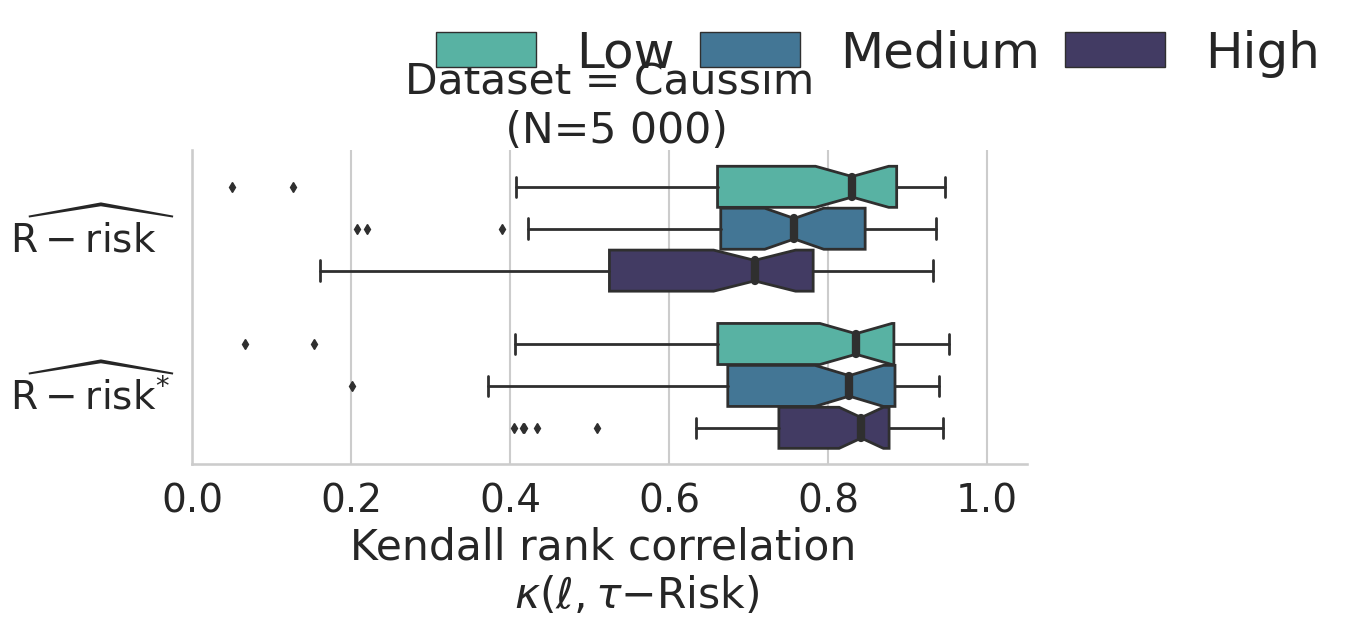 Low Medium High
Dataset = Caussim
(N=5 000)
R − risk
R − risk*
0.0 0.2 0.4 0.6 0.8 1.0
Kendall rank correlation
κ(ℓ, τ−Risk)